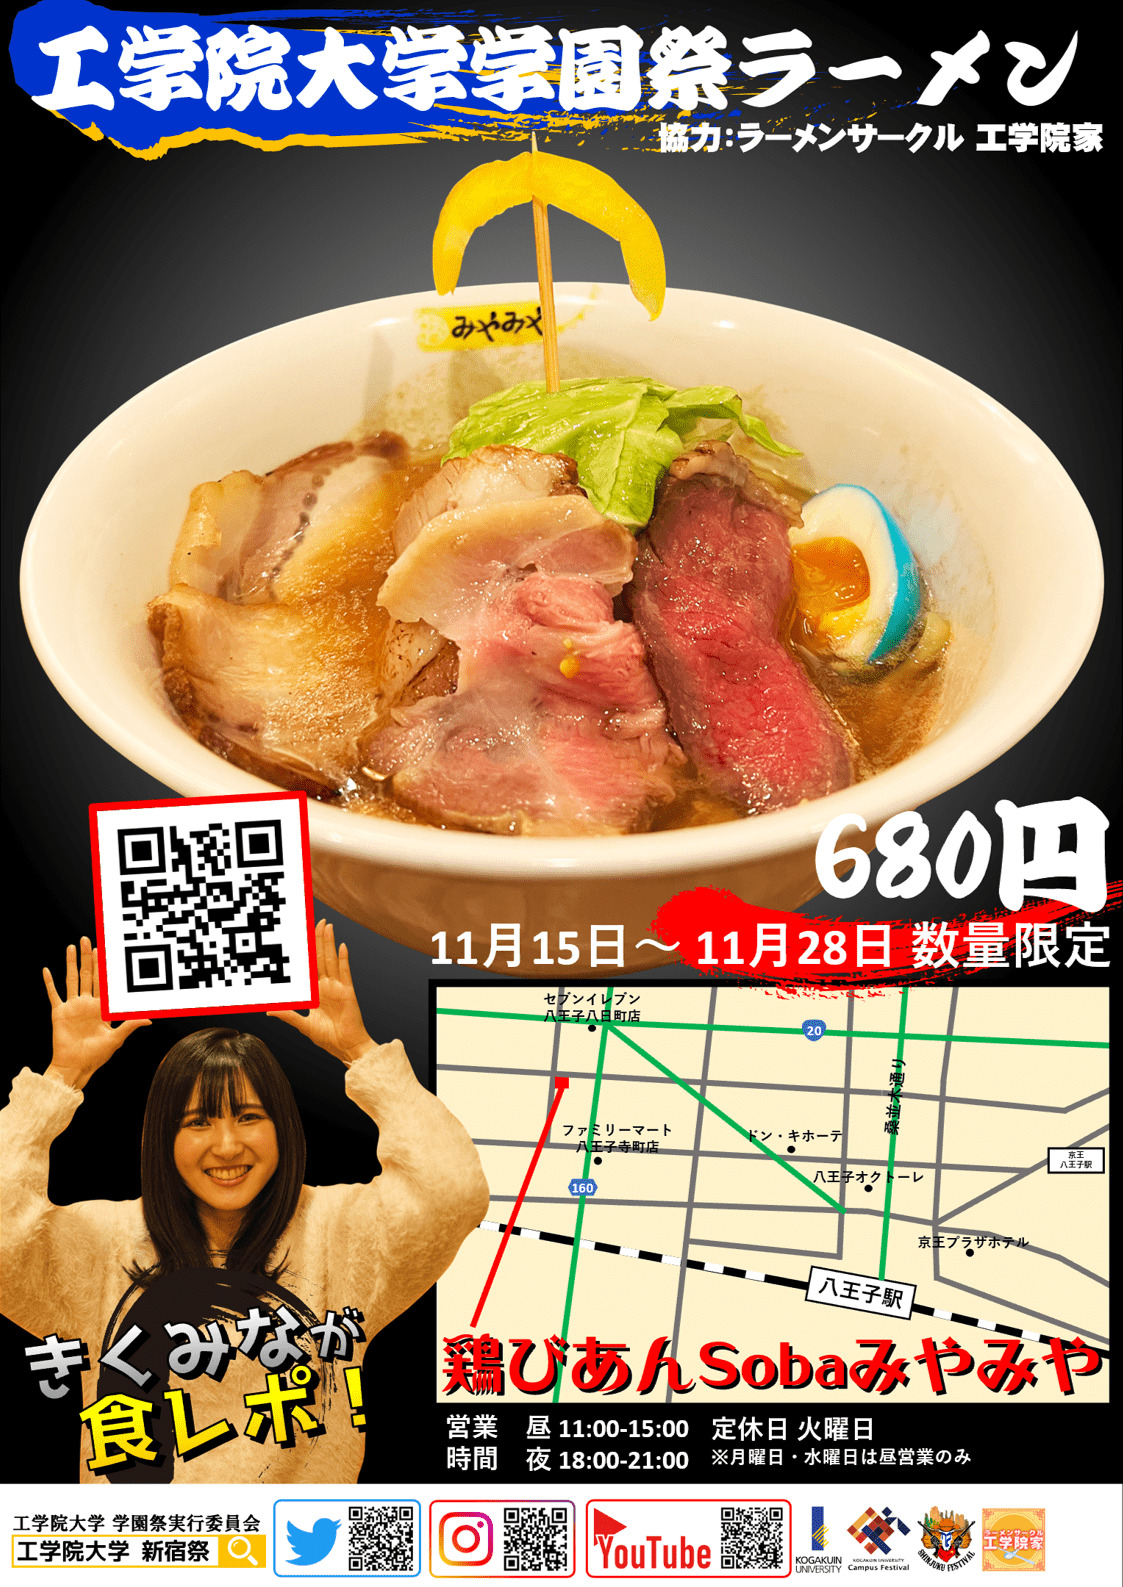 工学院大学学園祭ラーメン
協力:ラーメンサークル 工学院家
みやみや
680円
11月15日～11月28日 数量限定
セブンイレブン
八王子八日町店
20
桑並木通り
ファミリーマート
八王子寺町店
ドン・キホーテ
京王
八王子駅
八王子オクトーレ
160
京王プラザホテル
八王子駅
鶏びあんSobaみやみや
きくみなが
食レポ!
営業 昼 11:00-15:00 定休日 火曜日
時間 夜 18:00-21:00 ※月曜日・水曜日は昼営業のみ
工学院大学 学園祭実行委員会
工学院大学 新宿祭
YouTube
KOGAKUIN
UNIVERSITY
KOGAKUIN UNIVERSITY
Campus Festival
SHINJUKU FESTIVAL
ラーメンサークル
工学院家